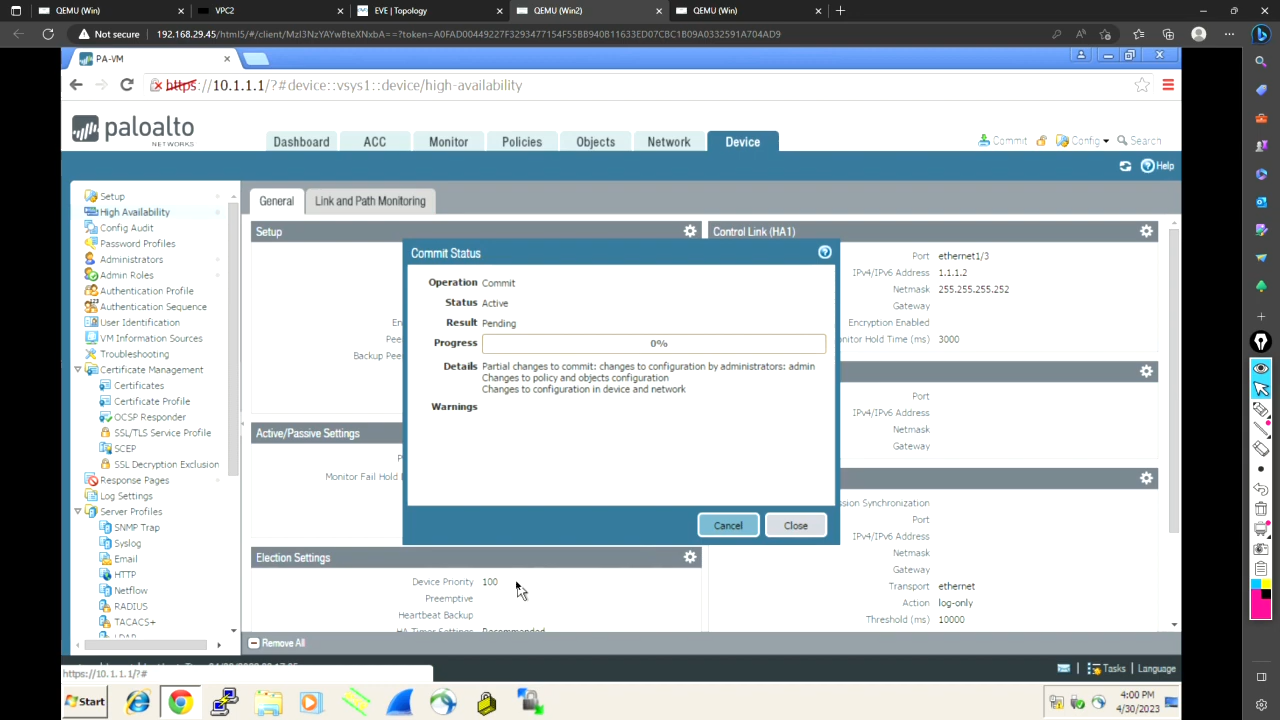 QEMU (Win)
VPC2
EVE | Topology
QEMU (Win2)
QEMU (Win)
Not secure
192.168.29.45/html5/#/client/MzI3NzYAYwBteXNxbA==?token=A0FAD00449227F3293477154F55BB940B11633ED07CBC1B09A0332591A704AD9
PA-VM
https://10.1.1.1/?#device::vsys1::device/high-availability
paloalto
NETWORKS
Dashboard
ACC
Monitor
Policies
Objects
Network
Device
Commit
Config
Search
Help
Setup
High Availability
Config Audit
Password Profiles
Administrators
Admin Roles
Authentication Profile
Authentication Sequence
User Identification
VM Information Sources
Troubleshooting
Certificate Management
Certificates
Certificate Profile
OCSP Responder
SSL/TLS Service Profile
SCEP
SSL Decryption Exclusion
Response Pages
Log Settings
Server Profiles
SNMP Trap
Syslog
Email
HTTP
Netflow
RADIUS
TACACS+
LDAP
General
Link and Path Monitoring
Setup
En
Pee
Backup Pee
Active/Passive Settings
P
Monitor Fail Hold
Election Settings
Device Priority 100
Preemptive
Heartbeat Backup
HA Timer Settings Recommended
Remove All
Commit Status
Operation Commit
Status Active
Result Pending
Progress 0%
Details Partial changes to commit: changes to configuration by administrators: admin
Changes to policy and objects configuration
Changes to configuration in device and network
Warnings
Cancel
Close
Control Link (HA1)
Port ethernet1/3
IPv4/IPv6 Address 1.1.1.2
Netmask 255.255.255.252
Gateway
Encryption Enabled
nitor Hold Time (ms) 3000
Port
IPv4/IPv6 Address
Netmask
Gateway
ssion Synchronization
Port
IPv4/IPv6 Address
Netmask
Gateway
Transport ethernet
Action log-only
Threshold (ms) 10000
https://10.1.1.1/?#
Tasks
Language
Start
4:00 PM
4/30/2023